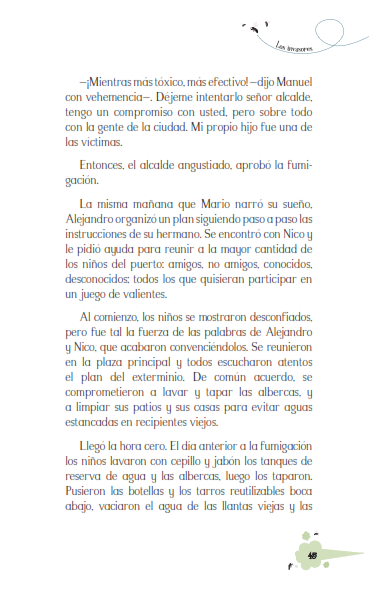 Los invasores
—¡Mientras más tóxico, más efectivo! —dijo Manuel
con vehemencia—. Déjeme intentarlo señor alcalde,
tengo un compromiso con usted, pero sobre todo
con la gente de la ciudad. Mi propio hijo fue una de
las víctimas.
Entonces, el alcalde angustiado, aprobó la fumi-
gación.
La misma mañana que Mario narró su sueño,
Alejandro organizó un plan siguiendo paso a paso las
instrucciones de su hermano. Se encontró con Nico y
le pidió ayuda para reunir a la mayor cantidad de
los niños del puerto: amigos, no amigos, conocidos,
desconocidos; todos los que quisieran participar en
un juego de valientes.
Al comienzo, los niños se mostraron desconfiados,
pero fue tal la fuerza de las palabras de Alejandro
y Nico, que acabaron convenciéndolos. Se reunieron
en la plaza principal y todos escucharon atentos
el plan del exterminio. De común acuerdo, se
comprometieron a lavar y tapar las albercas, y
a limpiar sus patios y sus casas para evitar aguas
estancadas en recipientes viejos.
Llegó la hora cero. El día anterior a la fumigación
los niños lavaron con cepillo y jabón los tanques de
reserva de agua y las albercas, luego los taparon.
Pusieron las botellas y los tarros reutilizables boca
abajo, vaciaron el agua de las llantas viejas y las